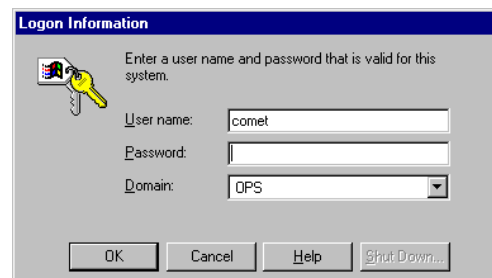 Logon Information
Enter a user name and password that is valid for this
system.
User name: comet
Password:
Domain: OPS
OK Cancel Help Shut Down...